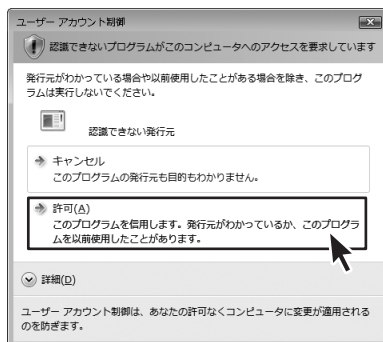 ユーザー アカウント制御
認識できないプログラムがこのコンピュータへのアクセスを要求しています
発行元がわかっている場合や以前使用したことがある場合を除き、このプログ
ラムは実行しないでください。
認識できない発行元
キャンセル
このプログラムの発行元も目的もわかりません。
許可(A)
このプログラムを信用します。発行元がわかっているか、このプログラ
ムを以前使用したことがあります。
詳細(D)
ユーザー アカウント制御は、あなたの許可なくコンピュータに変更が適用される
のを防ぎます。